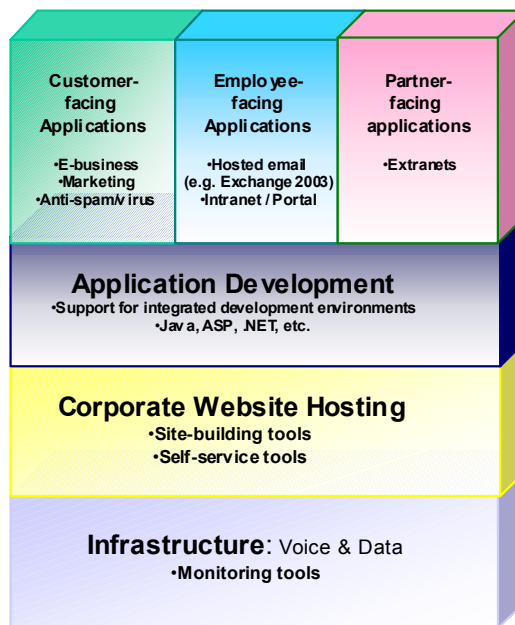 Customer-
facing
Applications
•E-business
•Marketing
•Anti-spam/virus
Employee-
facing
Applications
•Hosted email
(e.g. Exchange 2003)
•Intranet / Portal
Partner-
facing
applications
•Extranets
Application Development
•Support for integrated development environments
•Java, ASP, .NET, etc.
Corporate Website Hosting
•Site-building tools
•Self-service tools
Infrastructure: Voice & Data
•Monitoring tools